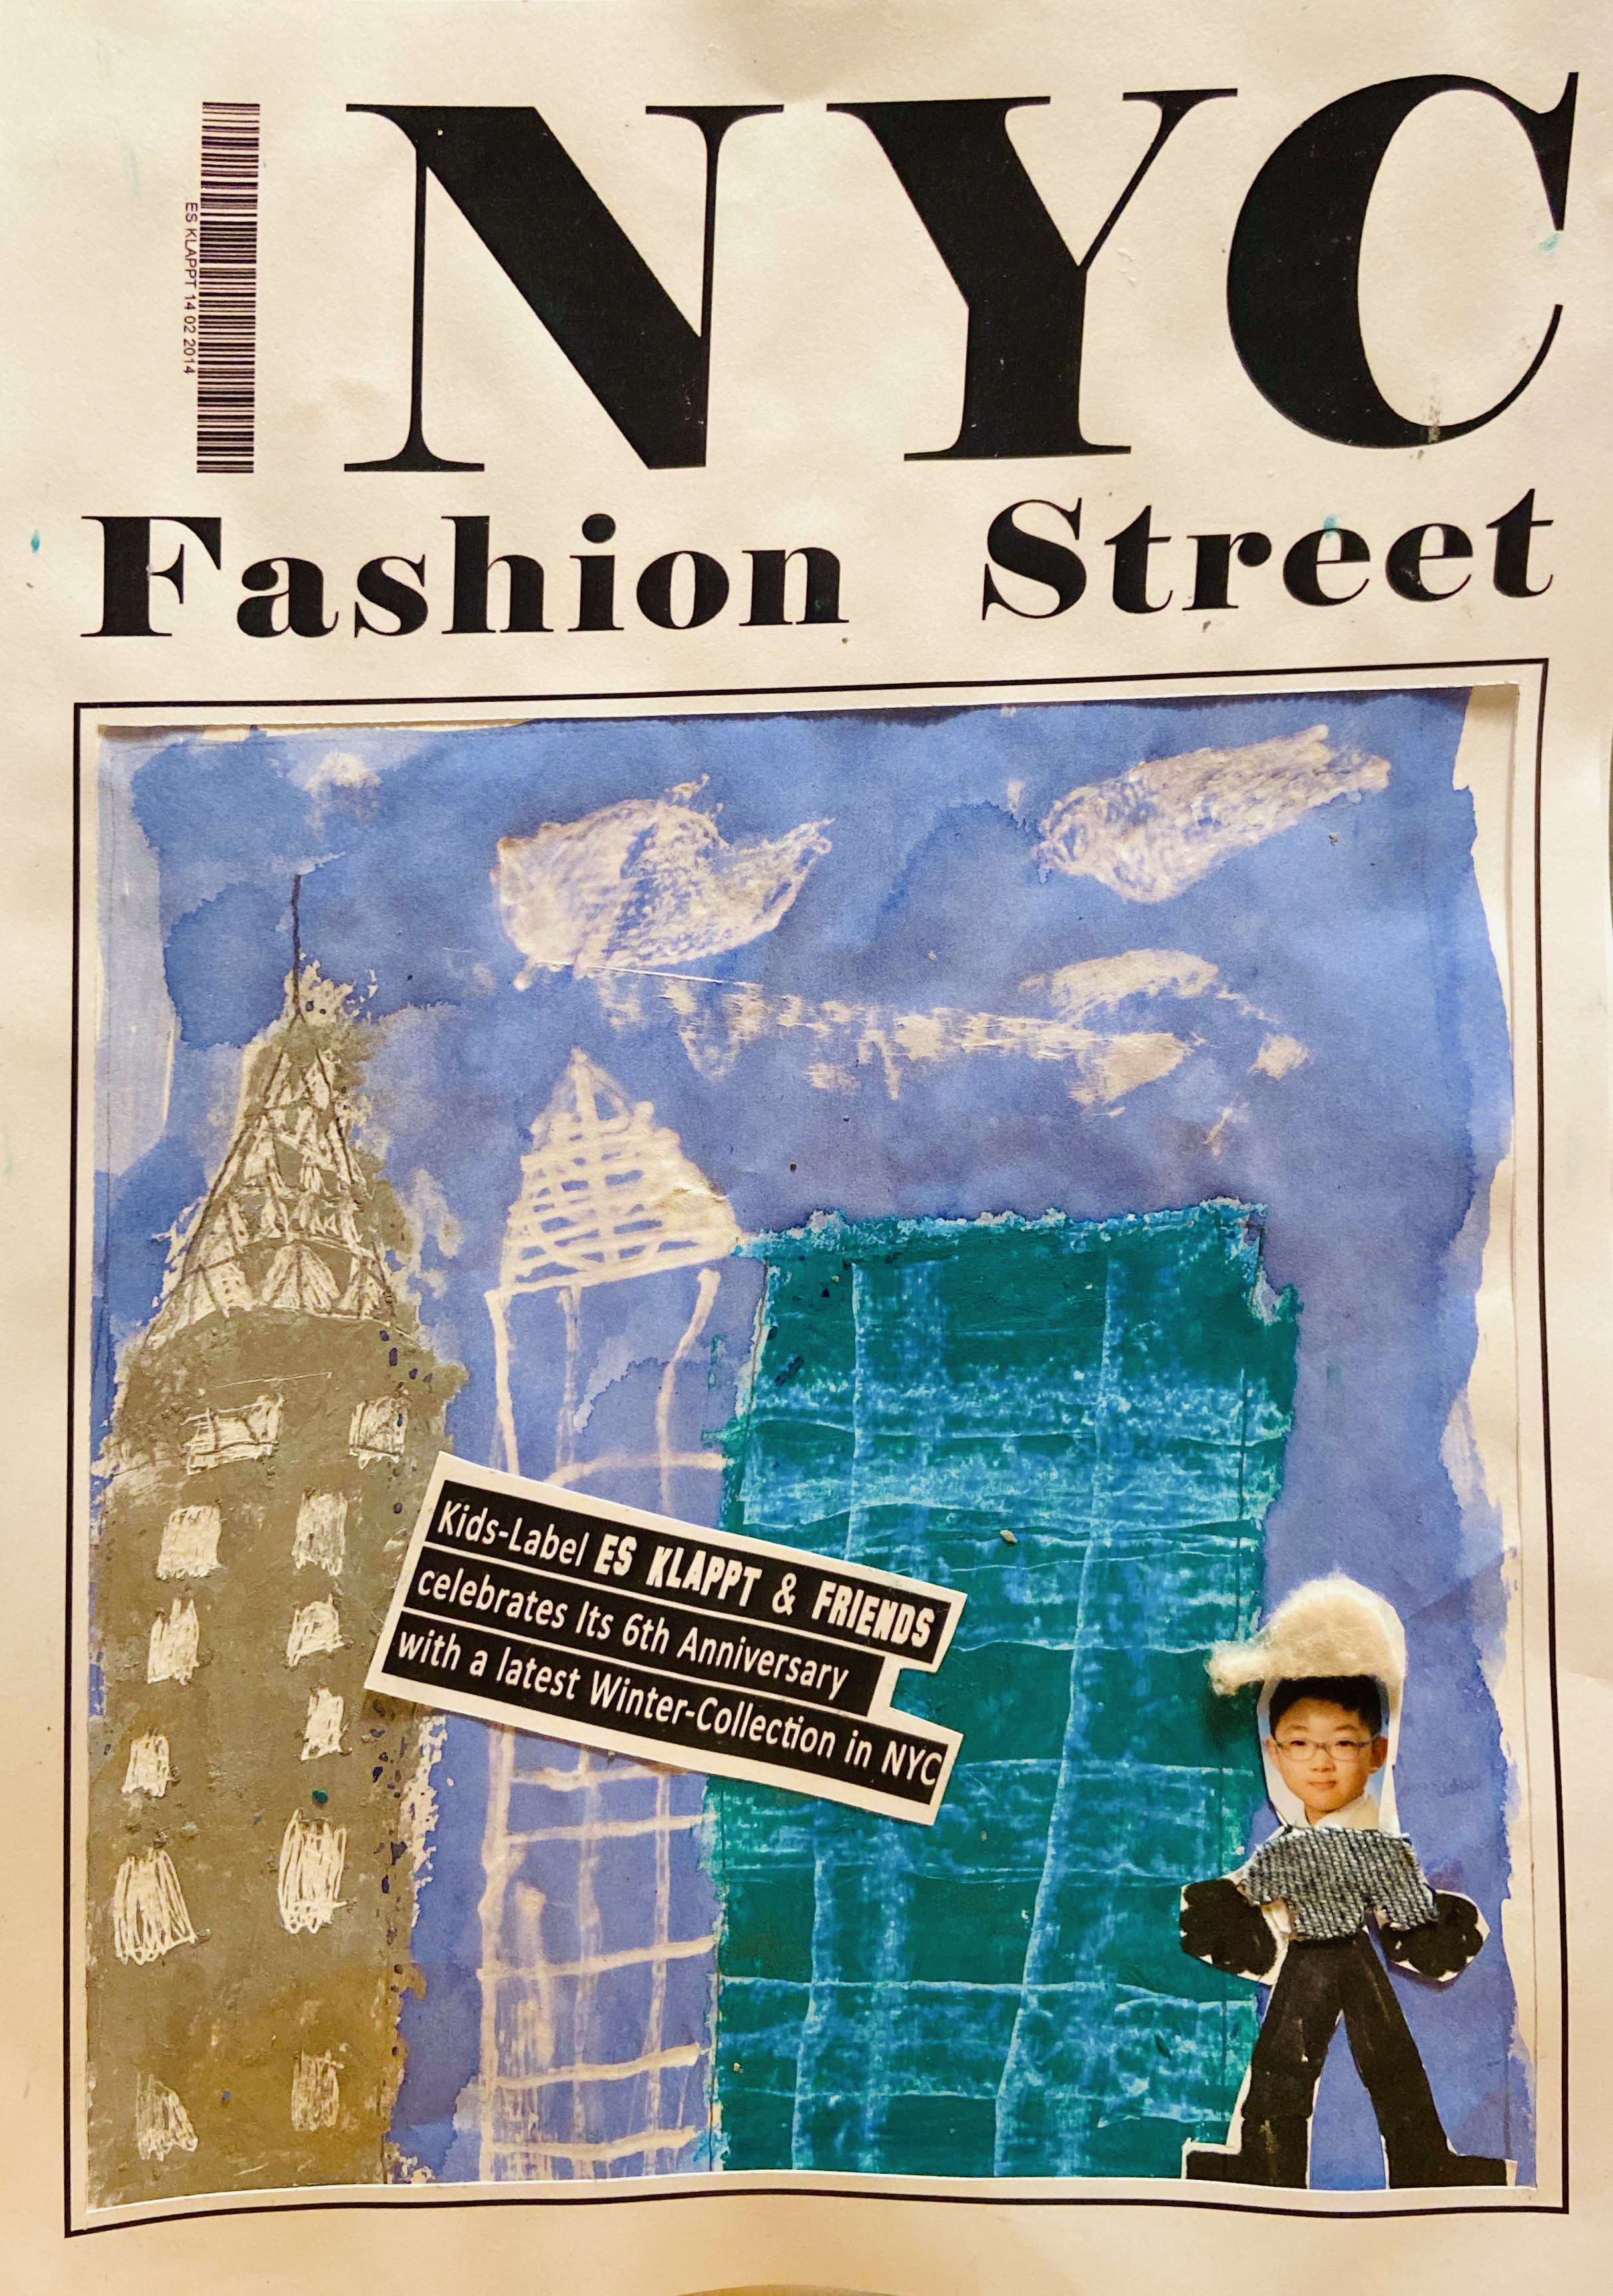 NYC
ES KLAPPT 14 02 2014
Fashion Street
Kids-Label ES KLAPPT & FRIENDS
celebrates Its 6th Anniversary
with a latest Winter-Collection in NYC